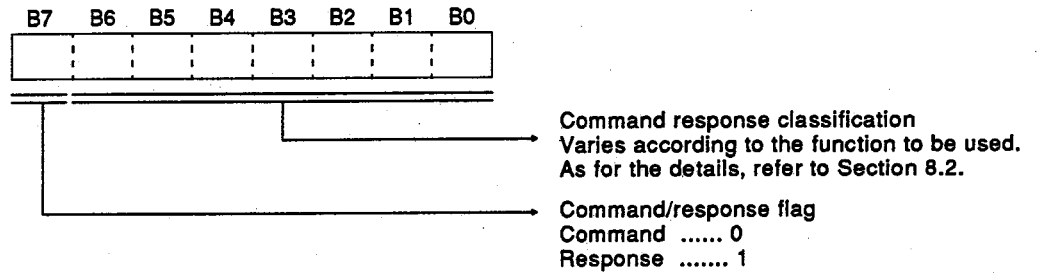 B7 B6 B5 B4 B3 B2 B1 B0
Command response classification
Varies according to the function to be used.
As for the details, refer to Section 8.2.
Command/response flag
Command ...... 0
Response ....... 1